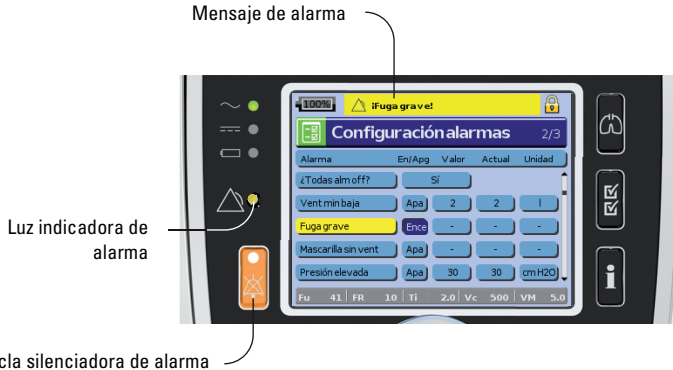 Mensaje de alarma
100%
¡Fuga grave!
Configuración alarmas 2/3
Alarma En/Apg Valor Actual Unidad
¿Todas alm off? Sí
Vent min baja Apa 2 2 l
Fuga grave Ence - - -
Mascarilla sin vent Apa - - -
Presión elevada Apa 30 30 cmH2O
Fu 41 FR 10 Ti 2.0 Vc 500 VM 5.0
Luz indicadora de
alarma
cla silenciadora de alarma